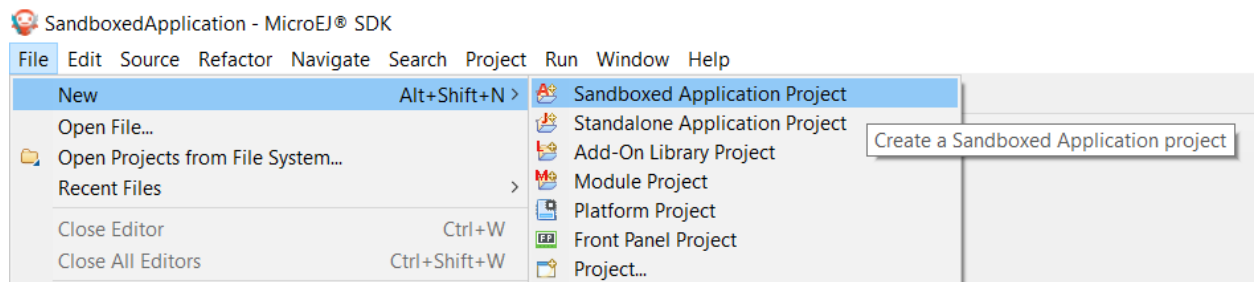 SandboxedApplication - MicroEJ® SDK
File Edit Source Refactor Navigate Search Project Run Window Help
New Alt+Shift+N >
Open File...
Open Projects from File System...
Recent Files >
Close Editor Ctrl+W
Close All Editors Ctrl+Shift+W
Sandboxed Application Project
Standalone Application Project
Add-On Library Project
Module Project
Platform Project
Front Panel Project
Project...
Create a Sandboxed Application project